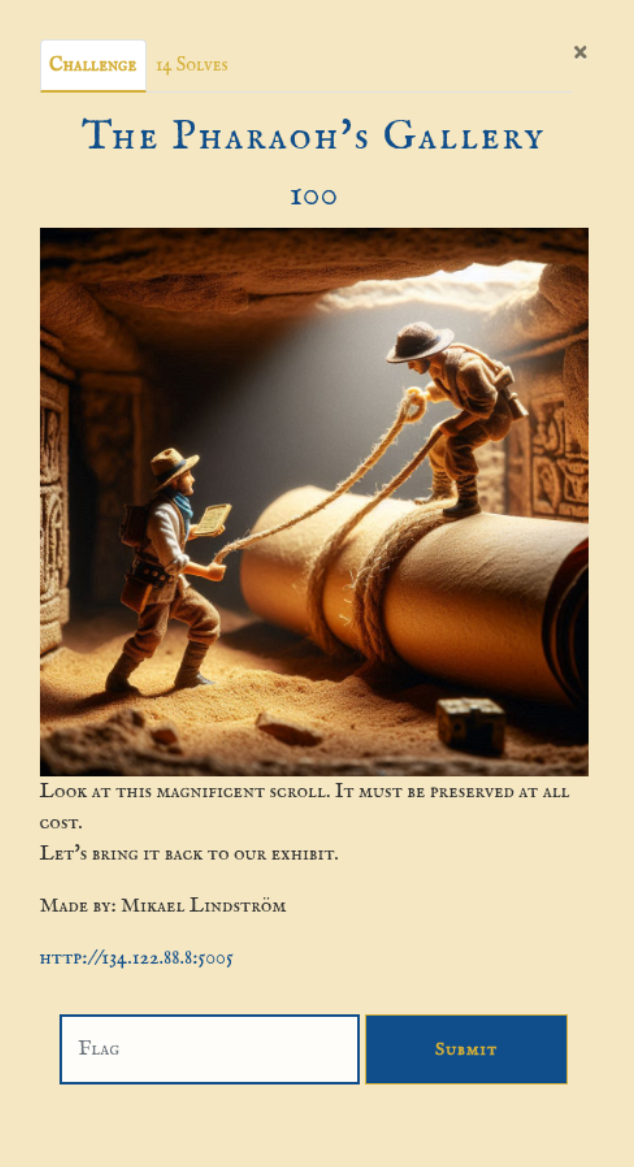 Challenge
14 Solves
×
The Pharaoh's Gallery
100
Look at this magnificent scroll. It must be preserved at all
cost.
Let's bring it back to our exhibit.
Made by: Mikael Lindström
http://134.122.88.8:5005
Flag
Submit